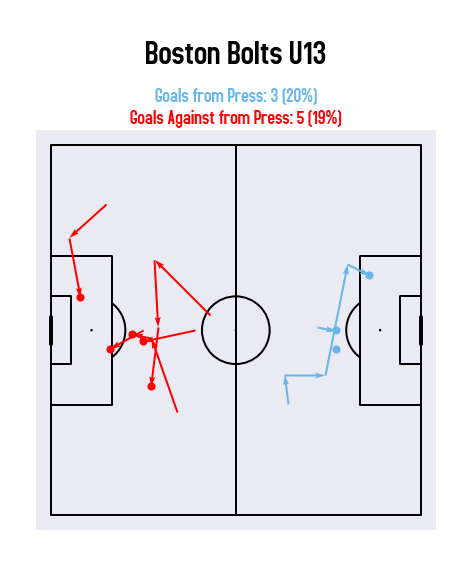 Boston Bolts U13
Goals from Press: 3 (20%)
Goals Against from Press: 5 (19%)